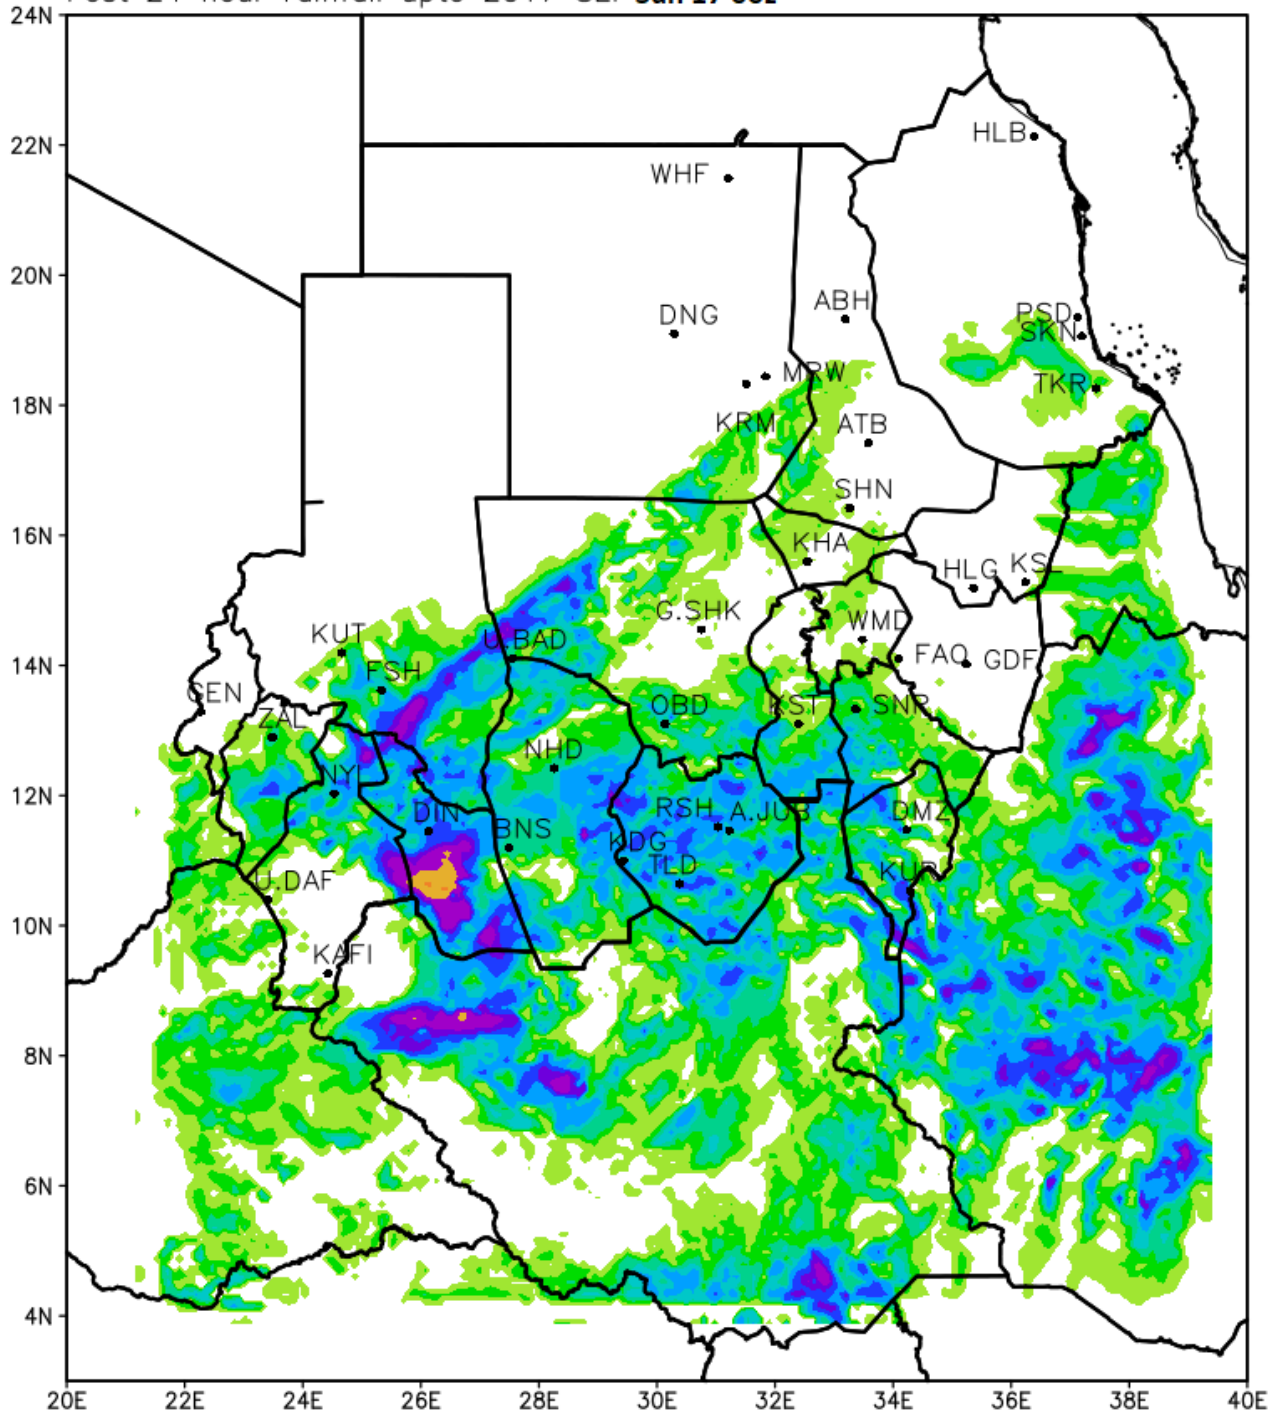 24N
22N
20N
18N
16N
14N
12N
10N
8N
6N
4N
HLB
WHF
ABH
DNG
PSD
SKN
MRW
TKR
KRM
ATB
SHN
KHA
HLG
KSL
G.SHK
WMD
KUT
U.BAD
FAO
GDF
FSH
GEN
OBD
KST
SNR
ZAL
NHD
NYL
DIN
RSH
A.JUB
DMZ
BNS
KDG
TLD
KUR
U.DAF
KAFI
20E
22E
24E
26E
28E
30E
32E
34E
36E
38E
40E